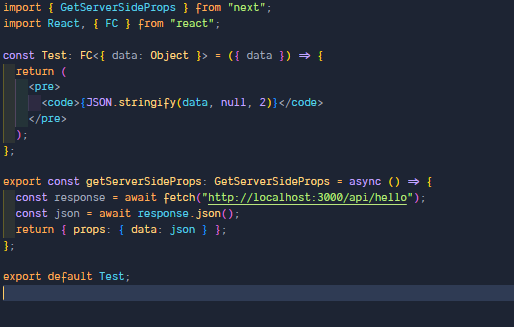 import { GetServerSideProps } from "next";
import React, { FC } from "react";

const Test: FC<{ data: Object }> = ({ data }) => {
  return (
    <pre>
      <code>{JSON.stringify(data, null, 2)}</code>
    </pre>
  );
};

export const getServerSideProps: GetServerSideProps = async () => {
  const response = await fetch("http://localhost:3000/api/hello");
  const json = await response.json();
  return { props: { data: json } };
};

export default Test;